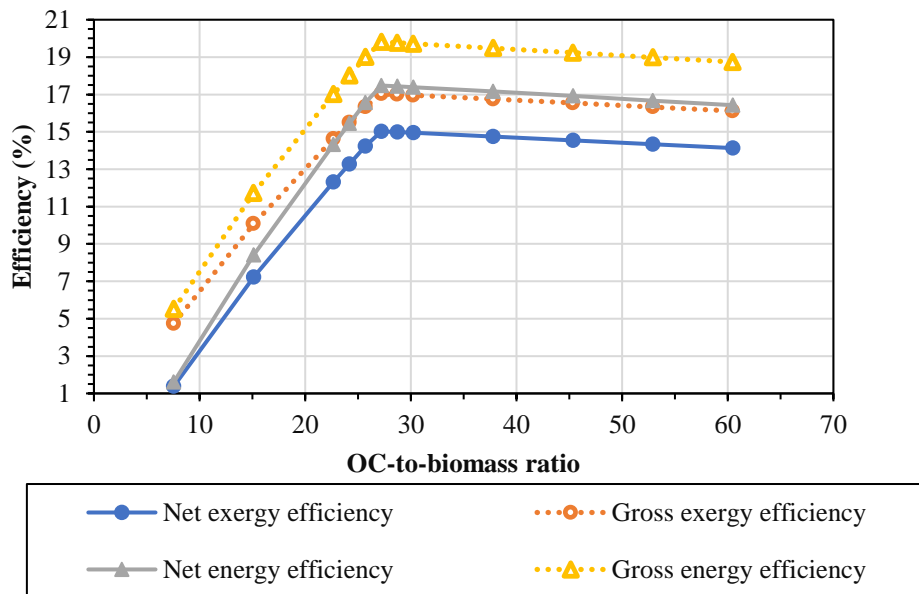 21
19
17
15
13
11
9
7
5
3
1
Efficiency (%)
0 10 20 30 40 50 60 70
OC-to-biomass ratio
Net exergy efficiency Gross exergy efficiency
Net energy efficiency Gross energy efficiency